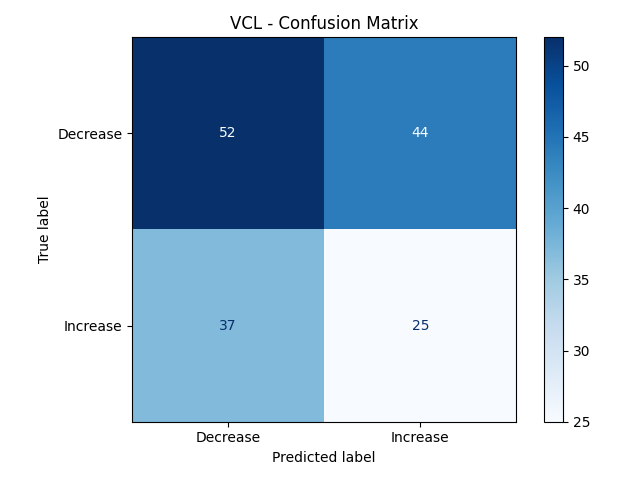 VCL - Confusion Matrix
True label
Decrease
52
44
Increase
37
25
Decrease
Increase
Predicted label
50
45
40
35
30
25